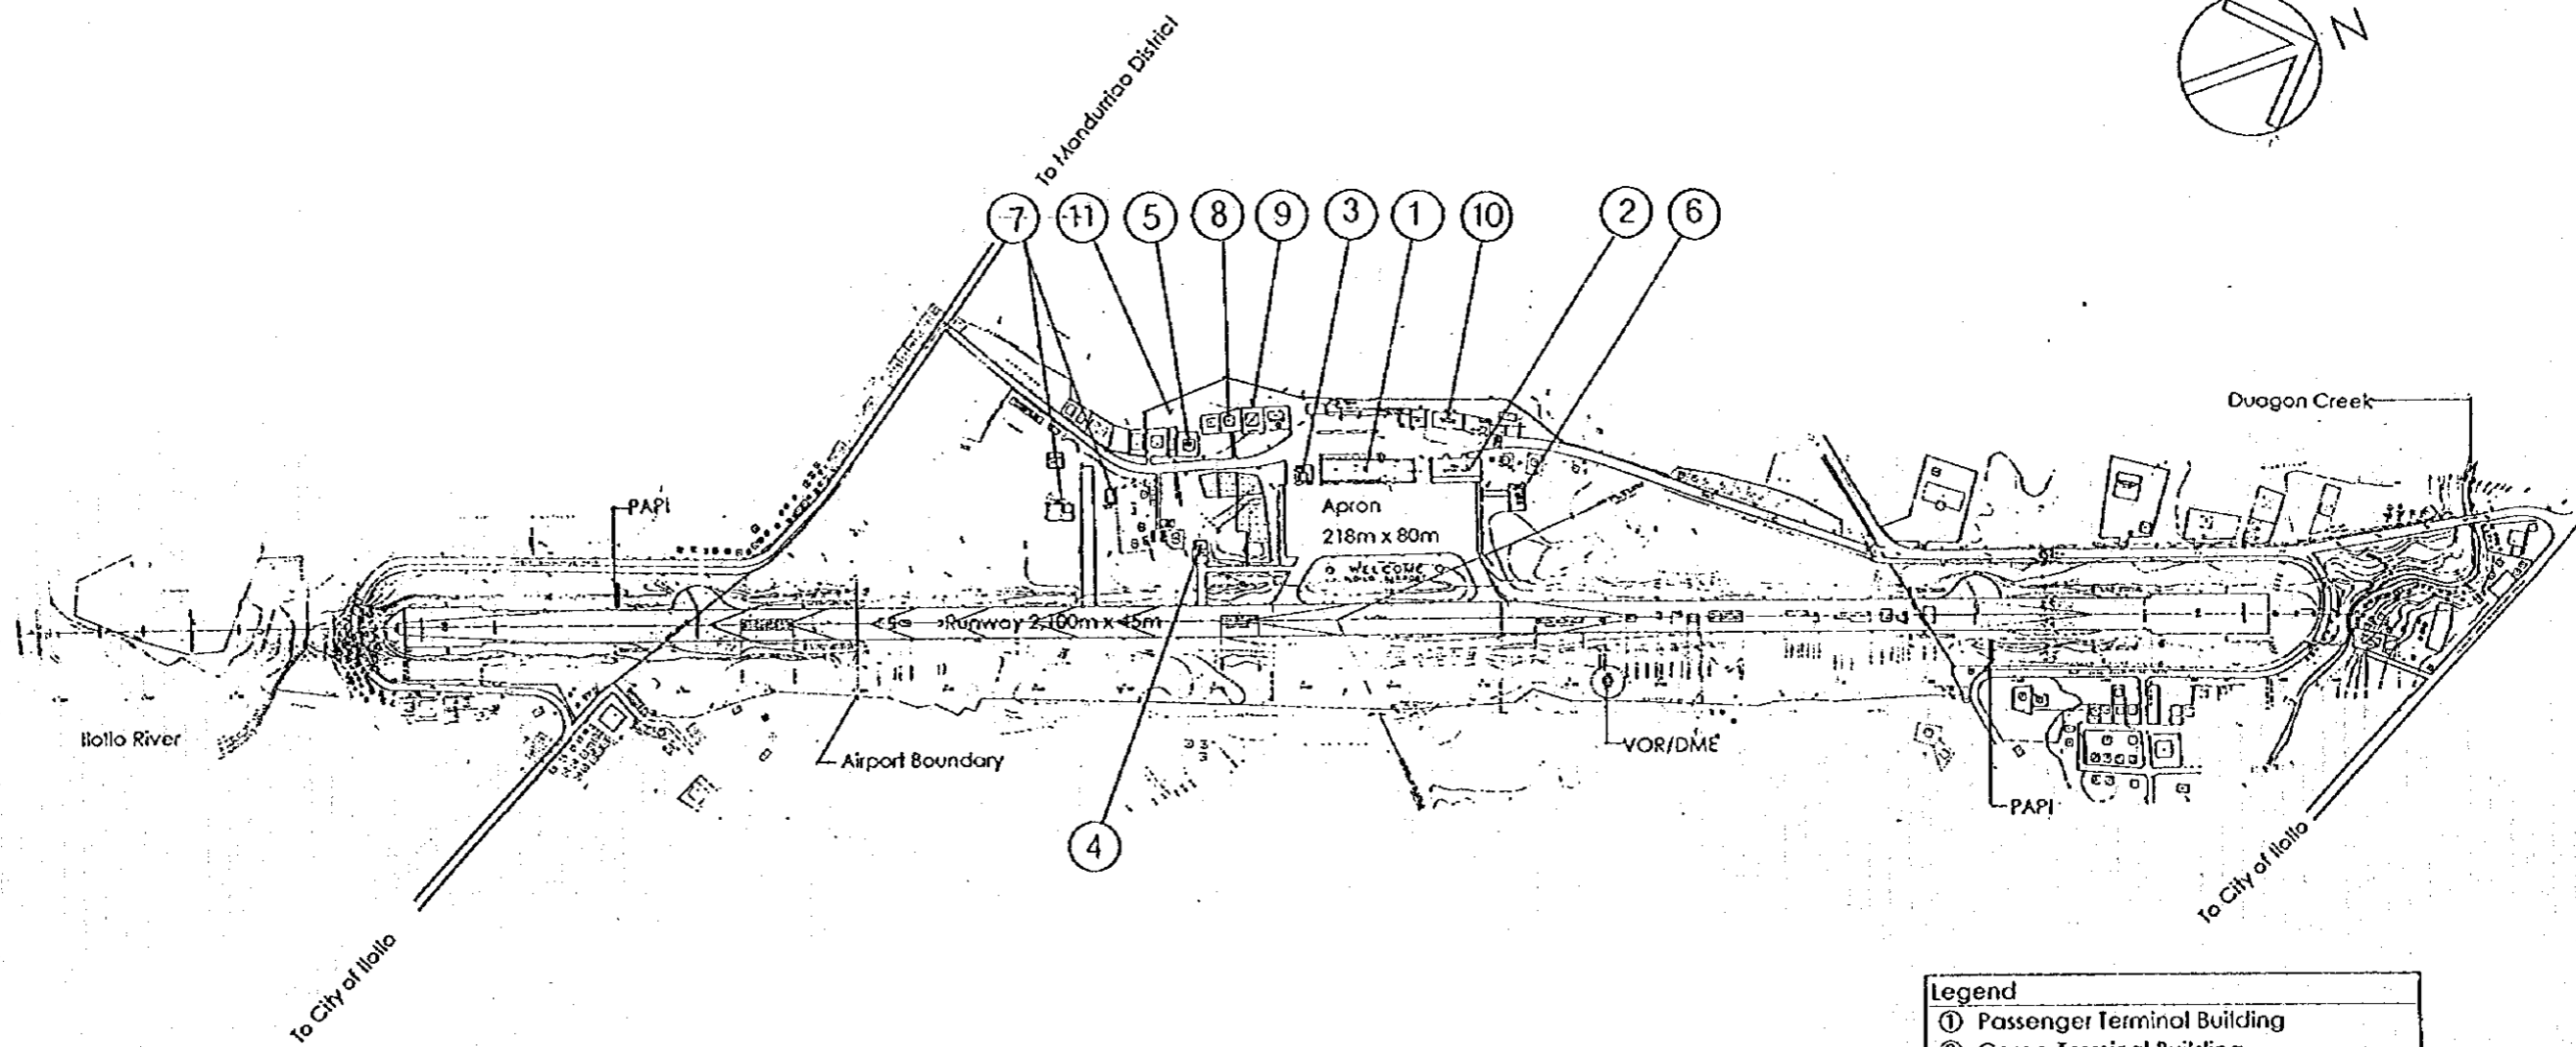 N
To Mandurriao District
7 11 5 8 9 3 1 10 2 6
Duagon Creek
PAPI
Apron
218m x 80m
WELCOME
Runway 2,100m x 45m
Iloilo River
Airport Boundary
VOR/DME
PAPI
4
To City of Iloilo
To City of Iloilo
Legend
① Passenger Terminal Building